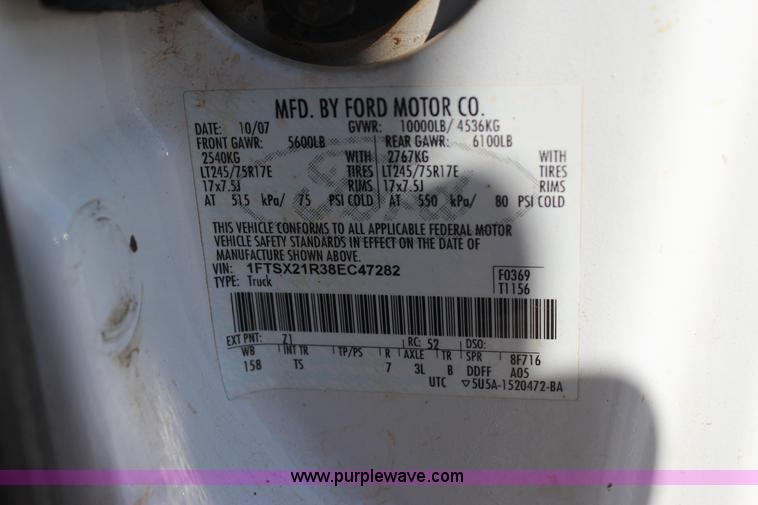 MFD. BY FORD MOTOR CO.
DATE: 10/07 GVWR: 10000LB/ 4536KG
FRONT GAWR: 5600LB REAR GAWR: 6100LB
2540KG WITH 2767KG WITH
LT245/75R17E TIRES LT245/75R17E TIRES
17x7.5J RIMS 17x7.5J RIMS
AT 515 kPa/ 75 PSI COLD AT 550 kPa/ 80 PSI COLD
THIS VEHICLE CONFORMS TO ALL APPLICABLE FEDERAL MOTOR
VEHICLE SAFETY STANDARDS IN EFFECT ON THE DATE OF
MANUFACTURE SHOWN ABOVE.
VIN: 1FTSX21R38EC47282 F0369
TYPE: Truck T1156
EXT PNT: Z1 RC: 52 DSO:
WB INT TR TP/PS R AXLE TR SPR 8F716
158 TS 7 3L B DDFF A05
UTC ▽5U5A-1520472-BA
www.purplewave.com